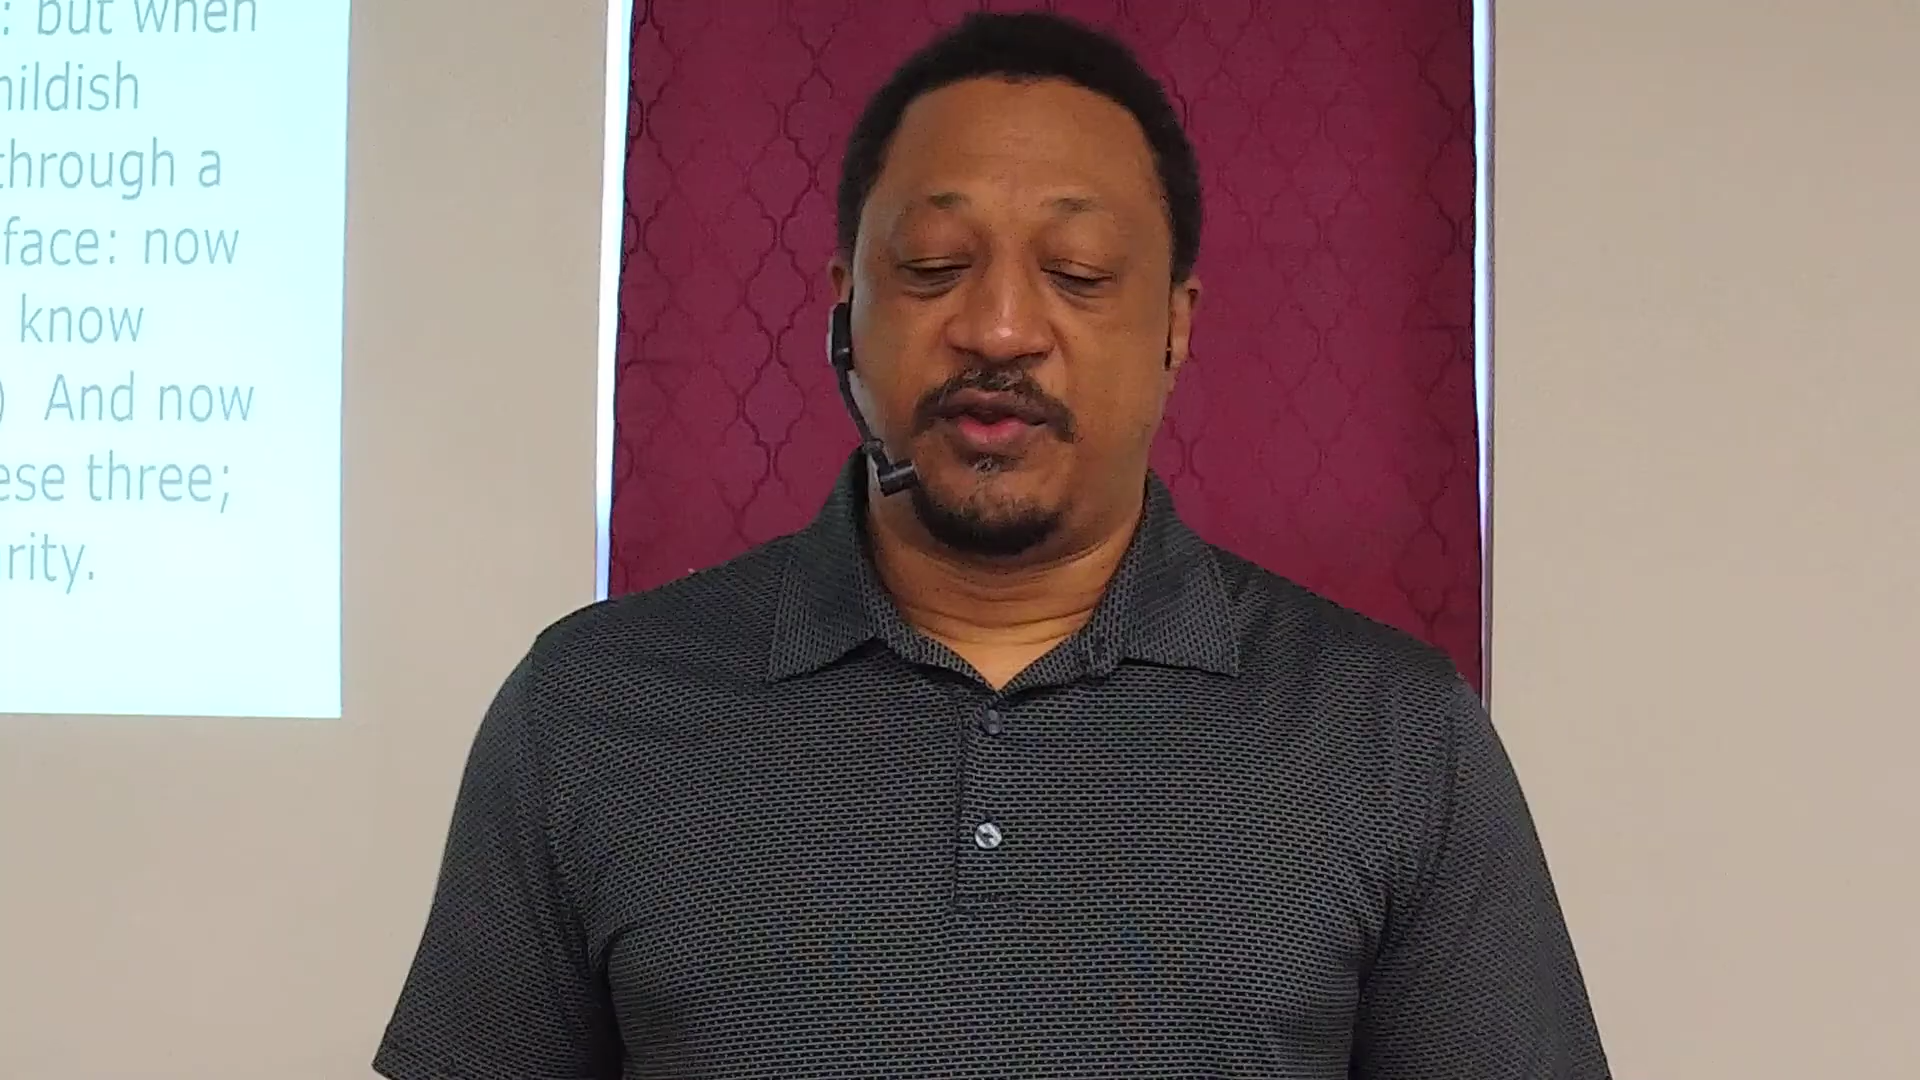 : but when
hildish
through a
face: now
know
) And now
ese three;
rity.